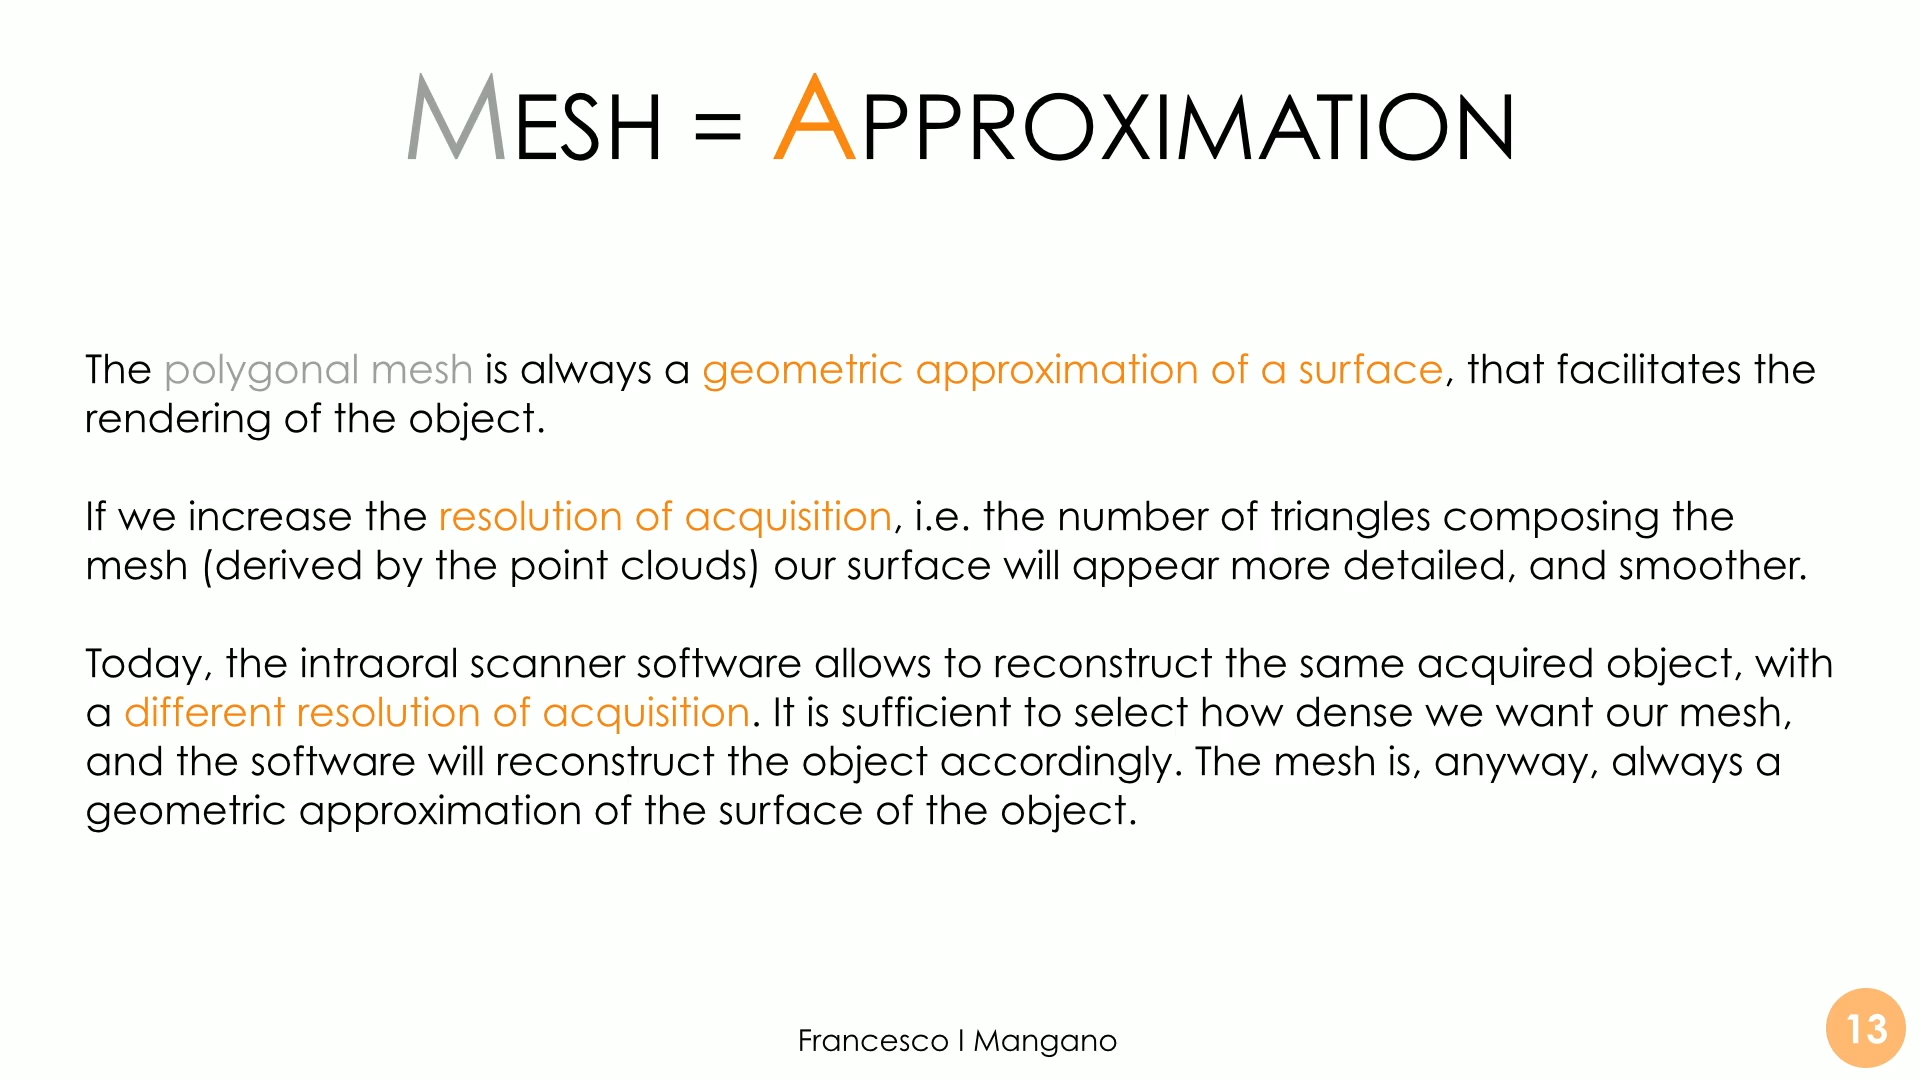 MESH = APPROXIMATION
The polygonal mesh is always a geometric approximation of a surface, that facilitates the
rendering of the object.
If we increase the resolution of acquisition, i.e. the number of triangles composing the
mesh (derived by the point clouds) our surface will appear more detailed, and smoother.
Today, the intraoral scanner software allows to reconstruct the same acquired object, with
a different resolution of acquisition. It is sufficient to select how dense we want our mesh,
and the software will reconstruct the object accordingly. The mesh is, anyway, always a
geometric approximation of the surface of the object.
Francesco I Mangano
13